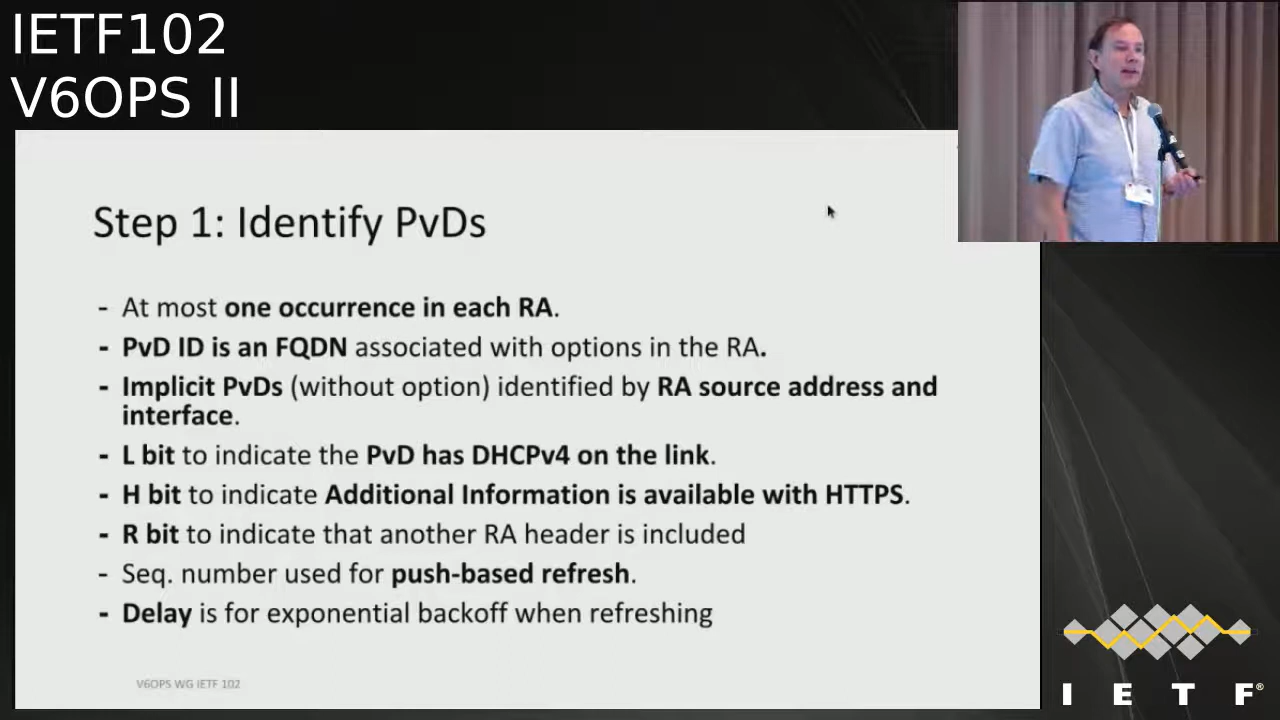 IETF102
V6OPS II
Step 1: Identify PvDs
- At most one occurrence in each RA.
- PvD ID is an FQDN associated with options in the RA.
- Implicit PvDs (without option) identified by RA source address and
interface.
- L bit to indicate the PvD has DHCPv4 on the link.
- H bit to indicate Additional Information is available with HTTPS.
- R bit to indicate that another RA header is included
- Seq. number used for push-based refresh.
- Delay is for exponential backoff when refreshing
V6OPS WG IETF 102
I E T F®